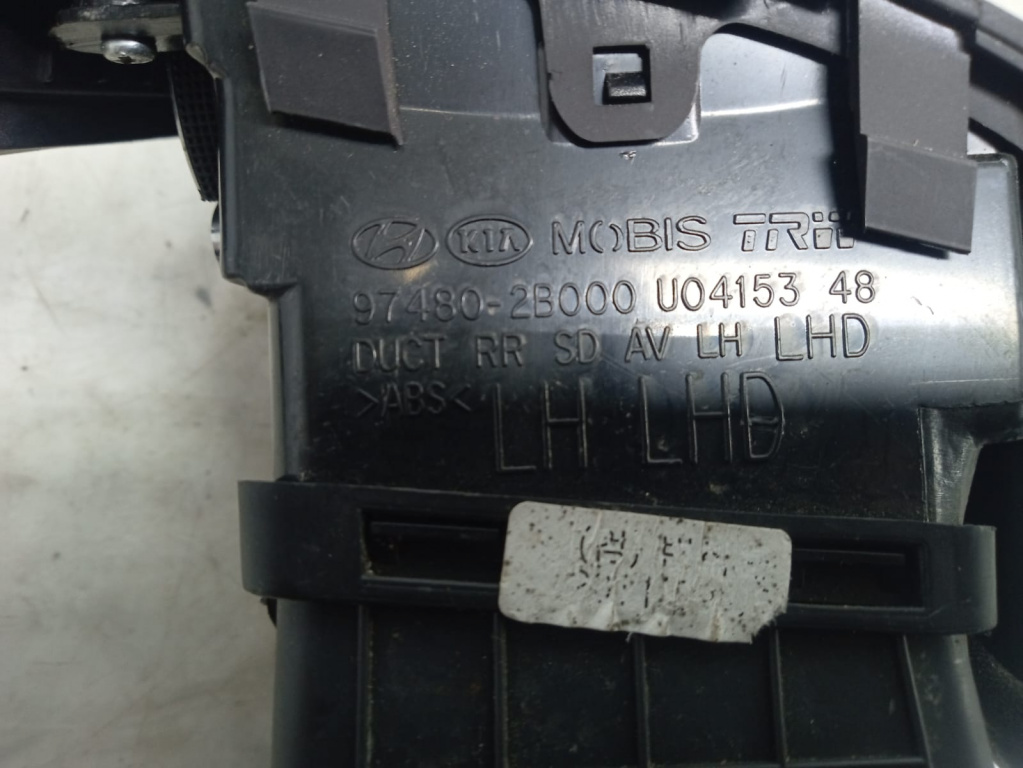 KIA MOBIS TRW
97480-2B000 U04153 48
DUCT RR SD AV LH LHD
>ABS< LH LHD